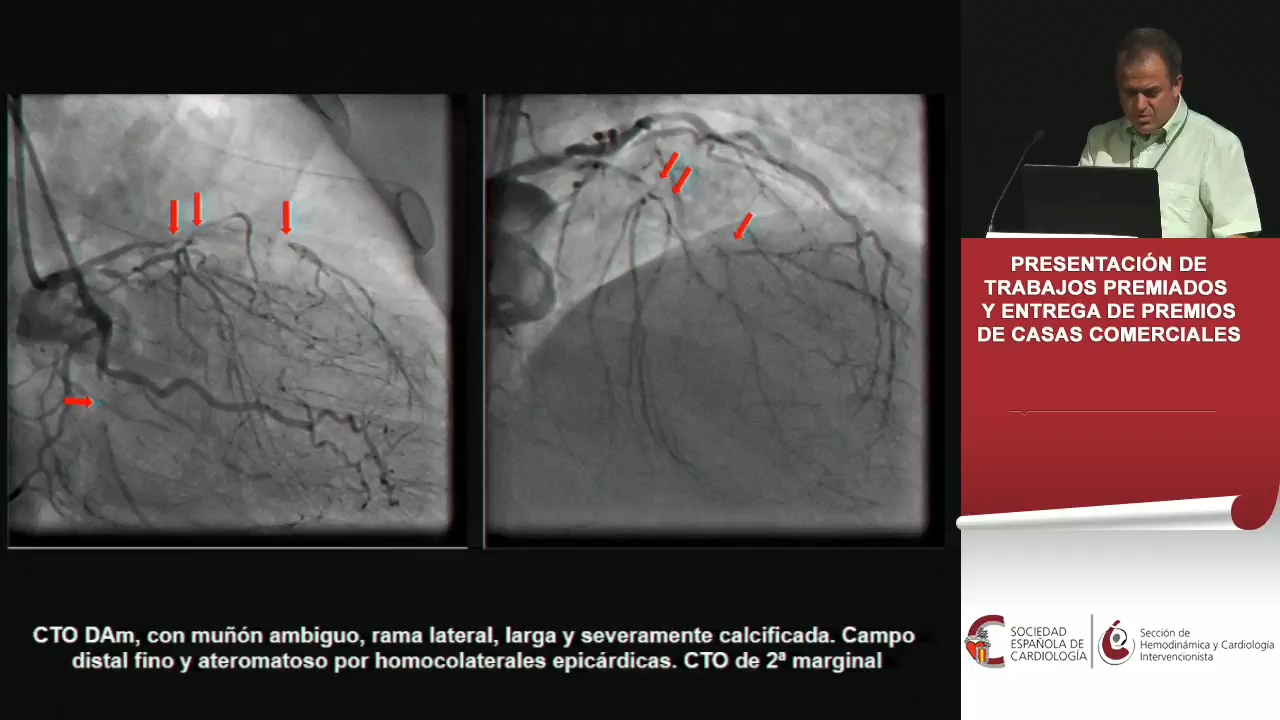 CTO DAm, con muñón ambiguo, rama lateral, larga y severamente calcificada. Campo
distal fino y ateromatoso por homocolaterales epicárdicas. CTO de 2ª marginal
PRESENTACIÓN DE
TRABAJOS PREMIADOS
Y ENTREGA DE PREMIOS
DE CASAS COMERCIALES
SOCIEDAD
ESPAÑOLA DE
CARDIOLOGÍA
Sección de
Hemodinámica y Cardiología
Intervencionista